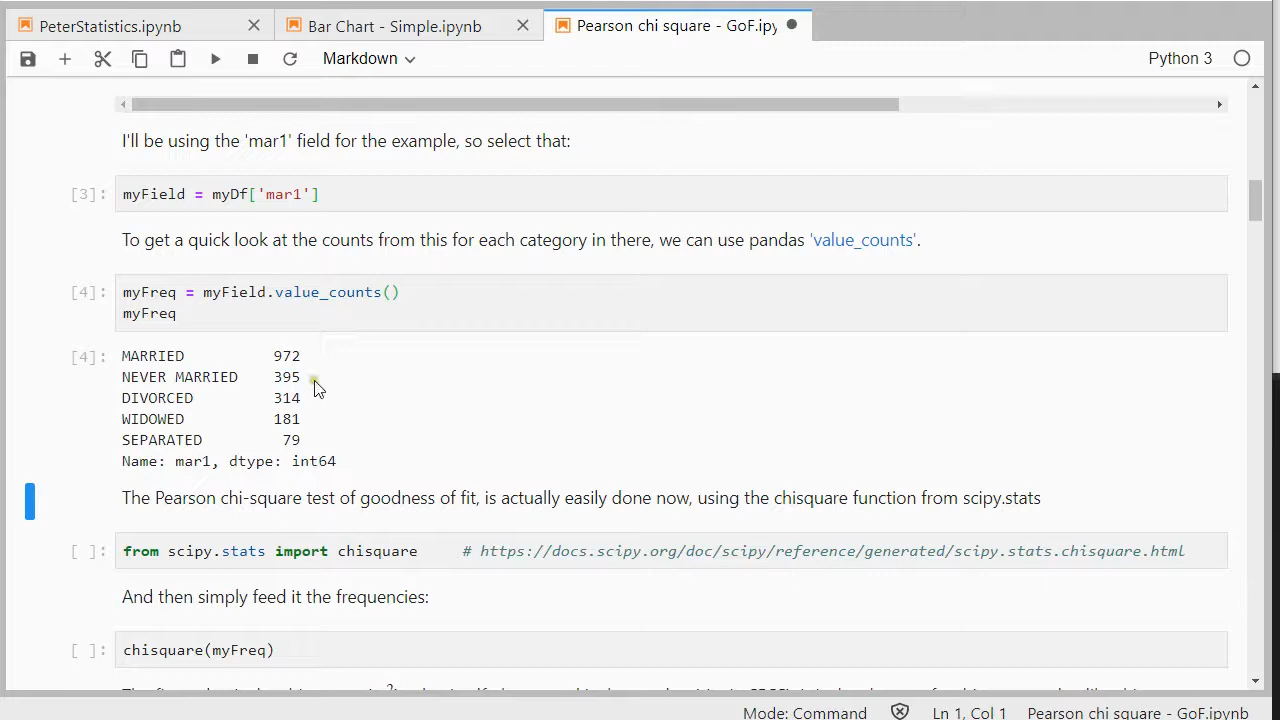 PeterStatistics.ipynb
Bar Chart - Simple.ipynb
Pearson chi square - GoF.ipy
Markdown
Python 3
I'll be using the 'mar1' field for the example, so select that:
[3]: myField = myDf['mar1']
To get a quick look at the counts from this for each category in there, we can use pandas 'value_counts'.
[4]: myFreq = myField.value_counts()
myFreq
[4]: MARRIED 972
NEVER MARRIED 395
DIVORCED 314
WIDOWED 181
SEPARATED 79
Name: mar1, dtype: int64
The Pearson chi-square test of goodness of fit, is actually easily done now, using the chisquare function from scipy.stats
[ ]: from scipy.stats import chisquare # https://docs.scipy.org/doc/scipy/reference/generated/scipy.stats.chisquare.html
And then simply feed it the frequencies:
[ ]: chisquare(myFreq)
Mode: Command Ln 1, Col 1 Pearson chi square - GoF.ipynb